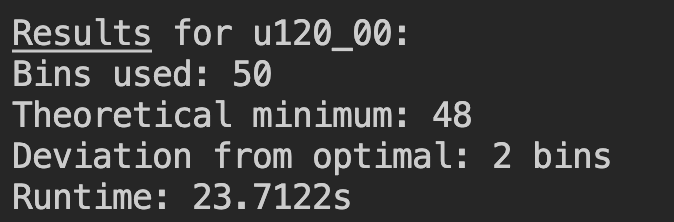 Results for u120_00:
Bins used: 50
Theoretical minimum: 48
Deviation from optimal: 2 bins
Runtime: 23.7122s